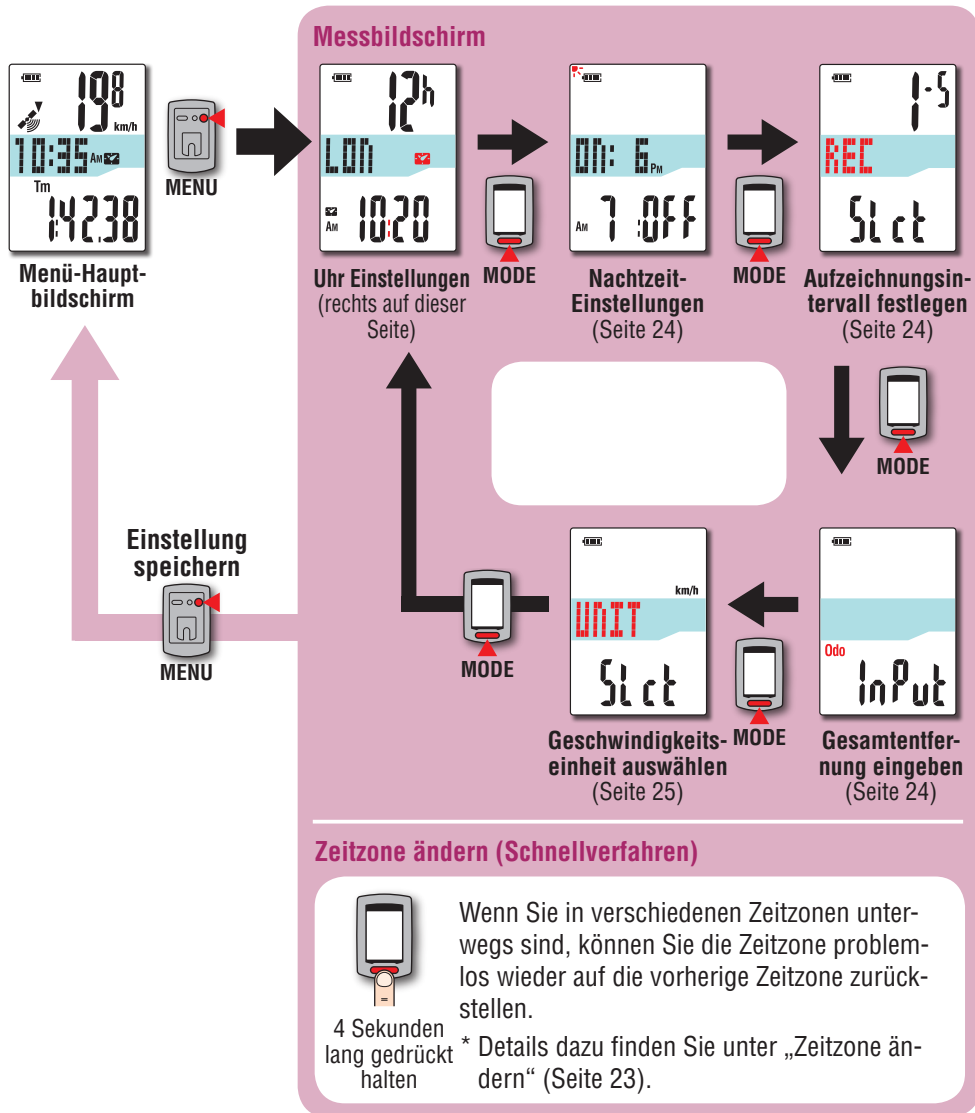 Messbildschirm
198
km/h
10:35 AM
Tm
1:42.38
Menü-Haupt-
bildschirm
MENU
12h
LON
AM 10:20
Uhr Einstellungen
(rechts auf dieser
Seite)
MODE
ON: 6 PM
AM 7 :OFF
Nachtzeit-
Einstellungen
(Seite 24)
MODE
1-5
REC
SLct
Aufzeichnungsin-
tervall festlegen
(Seite 24)
MODE
Odo
InPut
Gesamtentfer-
nung eingeben
(Seite 24)
MODE
km/h
UNIT
SLct
Geschwindigkeits-
einheit auswählen
(Seite 25)
MODE
Einstellung
speichern
MENU
Zeitzone ändern (Schnellverfahren)
4 Sekunden
lang gedrückt
halten
Wenn Sie in verschiedenen Zeitzonen unter-
wegs sind, können Sie die Zeitzone problem-
los wieder auf die vorherige Zeitzone zurück-
stellen.
* Details dazu finden Sie unter „Zeitzone än-
dern“ (Seite 23).